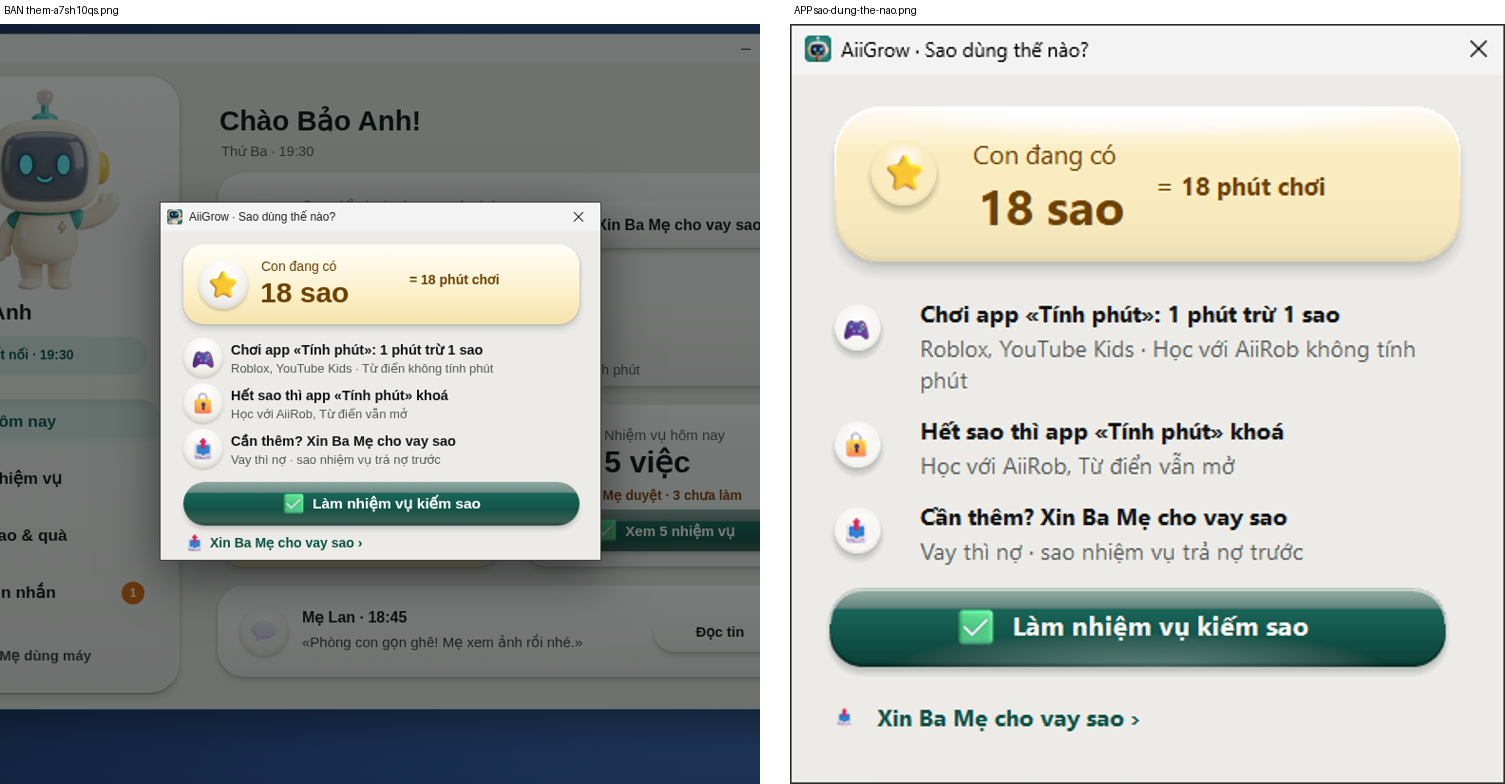 BAN them-a7sh10qs.png
Chào Bảo Anh!
Thứ Ba · 19:30
Xin Ba Mẹ cho vay sao
Anh
t nối · 19:30
ôm nay
hiệm vụ
ao & quà
n nhắn
1
Mẹ dùng máy
AiiGrow · Sao dùng thế nào?
Con đang có
18 sao
= 18 phút chơi
Chơi app «Tính phút»: 1 phút trừ 1 sao
Roblox, YouTube Kids · Từ điển không tính phút
Hết sao thì app «Tính phút» khoá
Học với AiiRob, Từ điển vẫn mở
Cần thêm? Xin Ba Mẹ cho vay sao
Vay thì nợ · sao nhiệm vụ trả nợ trước
Làm nhiệm vụ kiếm sao
Xin Ba Mẹ cho vay sao ›
h phút
Nhiệm vụ hôm nay
5 việc
Mẹ duyệt · 3 chưa làm
Xem 5 nhiệm vụ
Mẹ Lan · 18:45
«Phòng con gọn ghê! Mẹ xem ảnh rồi nhé.»
Đọc tin
APP sao-dung-the-nao.png
AiiGrow · Sao dùng thế nào?
Con đang có
18 sao
= 18 phút chơi
Chơi app «Tính phút»: 1 phút trừ 1 sao
Roblox, YouTube Kids · Học với AiiRob không tính
phút
Hết sao thì app «Tính phút» khoá
Học với AiiRob, Từ điển vẫn mở
Cần thêm? Xin Ba Mẹ cho vay sao
Vay thì nợ · sao nhiệm vụ trả nợ trước
Làm nhiệm vụ kiếm sao
Xin Ba Mẹ cho vay sao ›